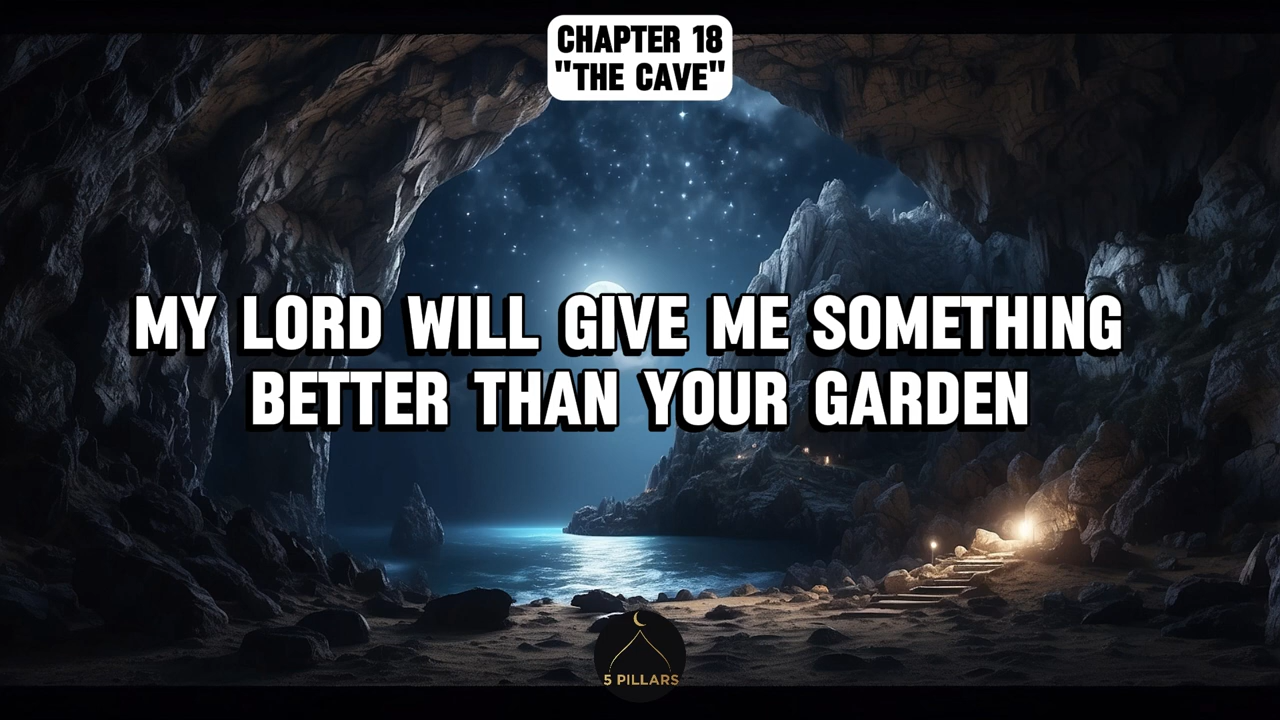 CHAPTER 18
"THE CAVE"
MY LORD WILL GIVE ME SOMETHING
BETTER THAN YOUR GARDEN
5 PILLARS